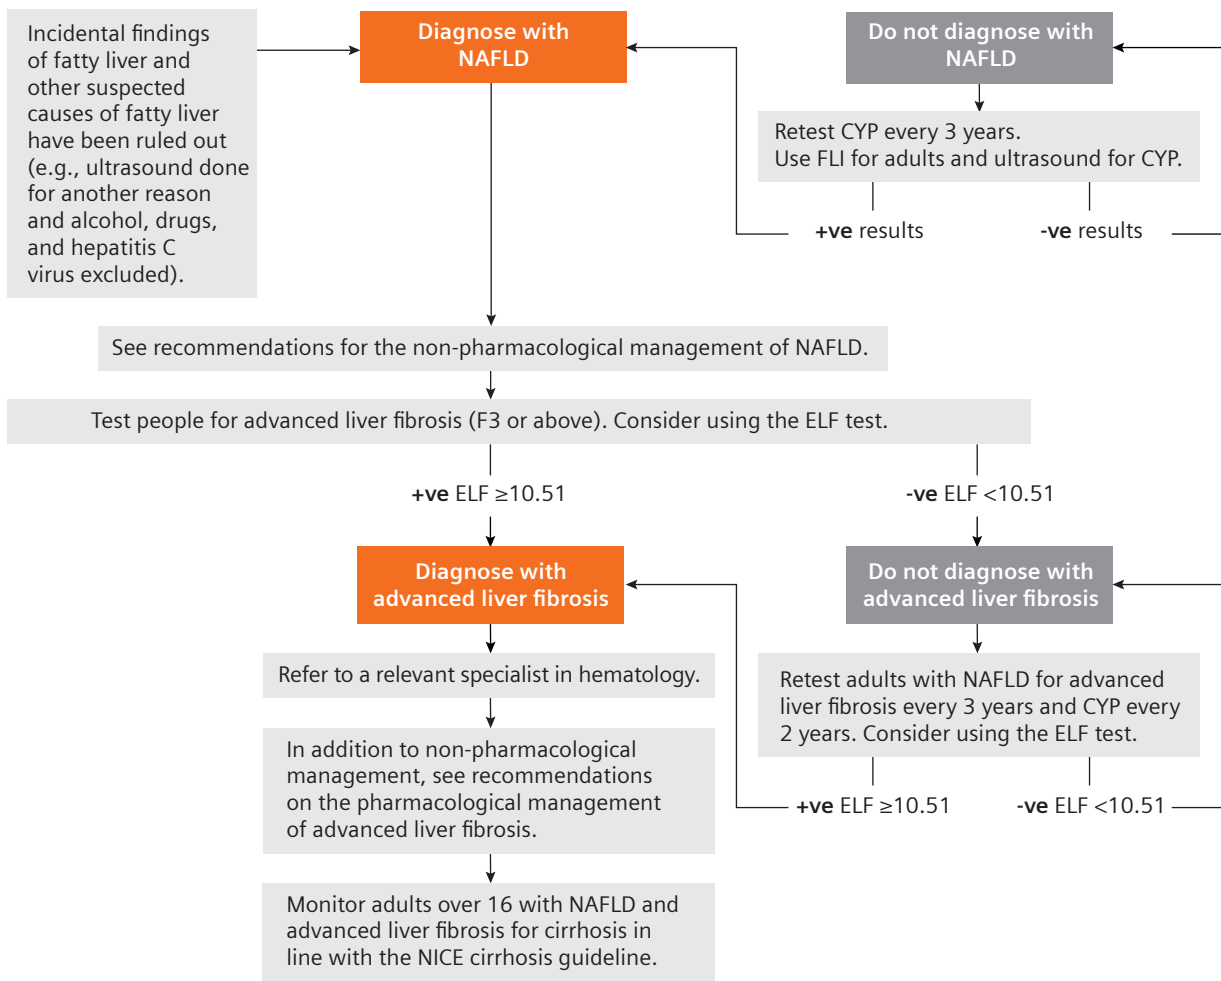 Incidental findings
of fatty liver and
other suspected
causes of fatty liver
have been ruled out
(e.g., ultrasound done
for another reason
and alcohol, drugs,
and hepatitis C
virus excluded).
Diagnose with
NAFLD
Do not diagnose with
NAFLD
Retest CYP every 3 years.
Use FLI for adults and ultrasound for CYP.
+ve results
-ve results
See recommendations for the non-pharmacological management of NAFLD.
Test people for advanced liver fibrosis (F3 or above). Consider using the ELF test.
+ve ELF ≥10.51
-ve ELF <10.51
Diagnose with
advanced liver fibrosis
Do not diagnose with
advanced liver fibrosis
Refer to a relevant specialist in hematology.
Retest adults with NAFLD for advanced
liver fibrosis every 3 years and CYP every
2 years. Consider using the ELF test.
In addition to non-pharmacological
management, see recommendations
on the pharmacological management
of advanced liver fibrosis.
+ve ELF ≥10.51
-ve ELF <10.51
Monitor adults over 16 with NAFLD and
advanced liver fibrosis for cirrhosis in
line with the NICE cirrhosis guideline.